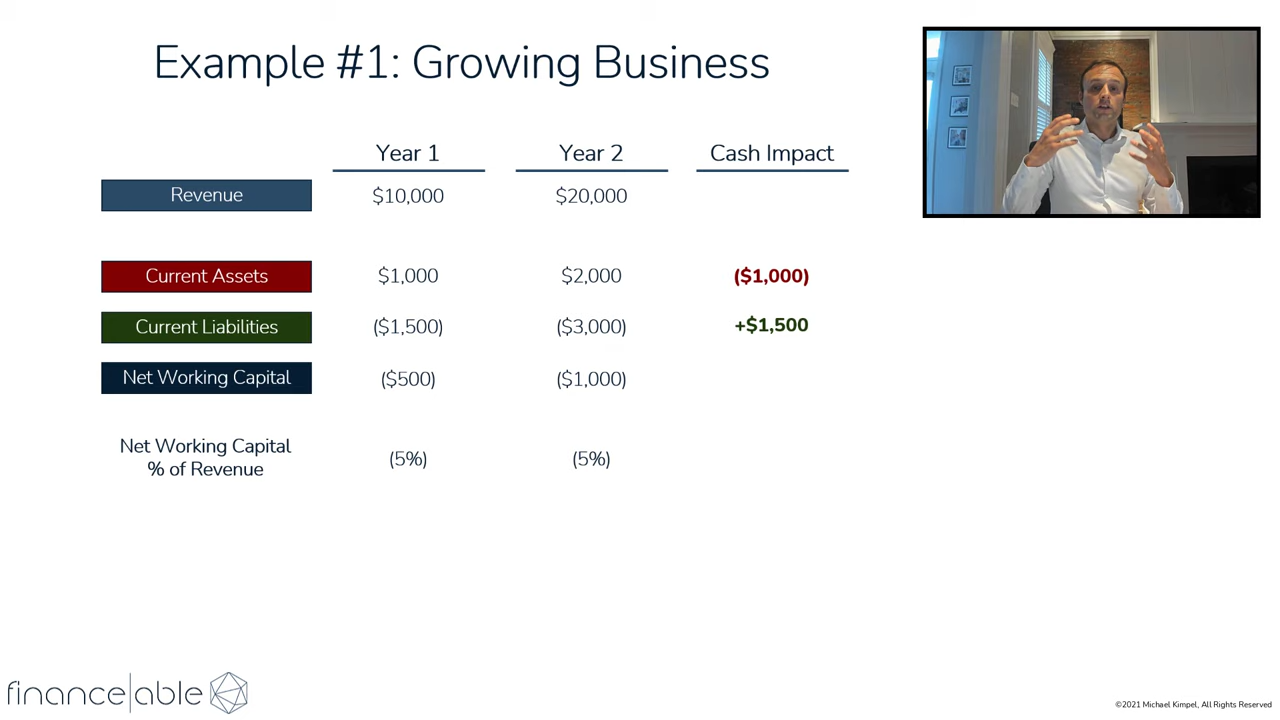 Example #1: Growing Business
Year 1 Year 2 Cash Impact
Revenue $10,000 $20,000
Current Assets $1,000 $2,000 ($1,000)
Current Liabilities ($1,500) ($3,000) +$1,500
Net Working Capital ($500) ($1,000)
Net Working Capital
% of Revenue (5%) (5%)
finance|able
©2021 Michael Kimpel, All Rights Reserved